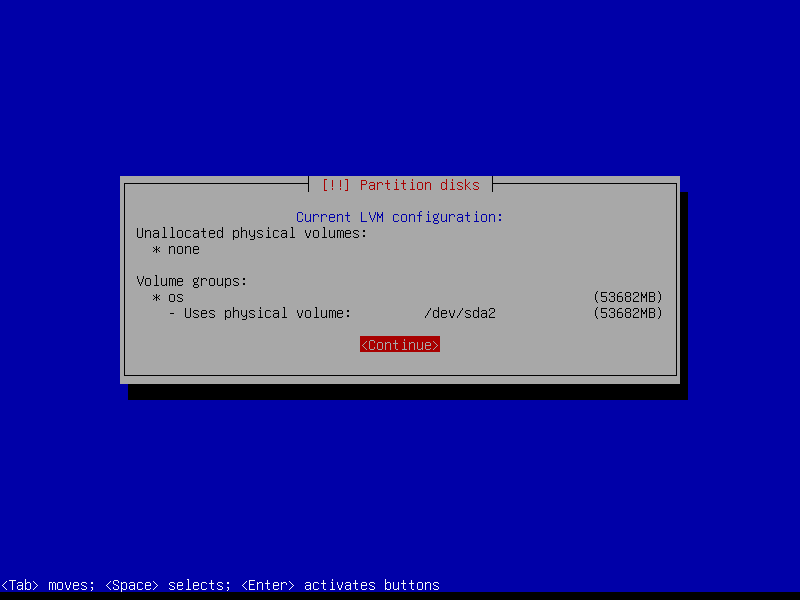 [!!] Partition disks
Current LVM configuration:
Unallocated physical volumes:
* none
Volume groups:
* os (53682MB)
- Uses physical volume: /dev/sda2 (53682MB)
<Continue>
<Tab> moves; <Space> selects; <Enter> activates buttons